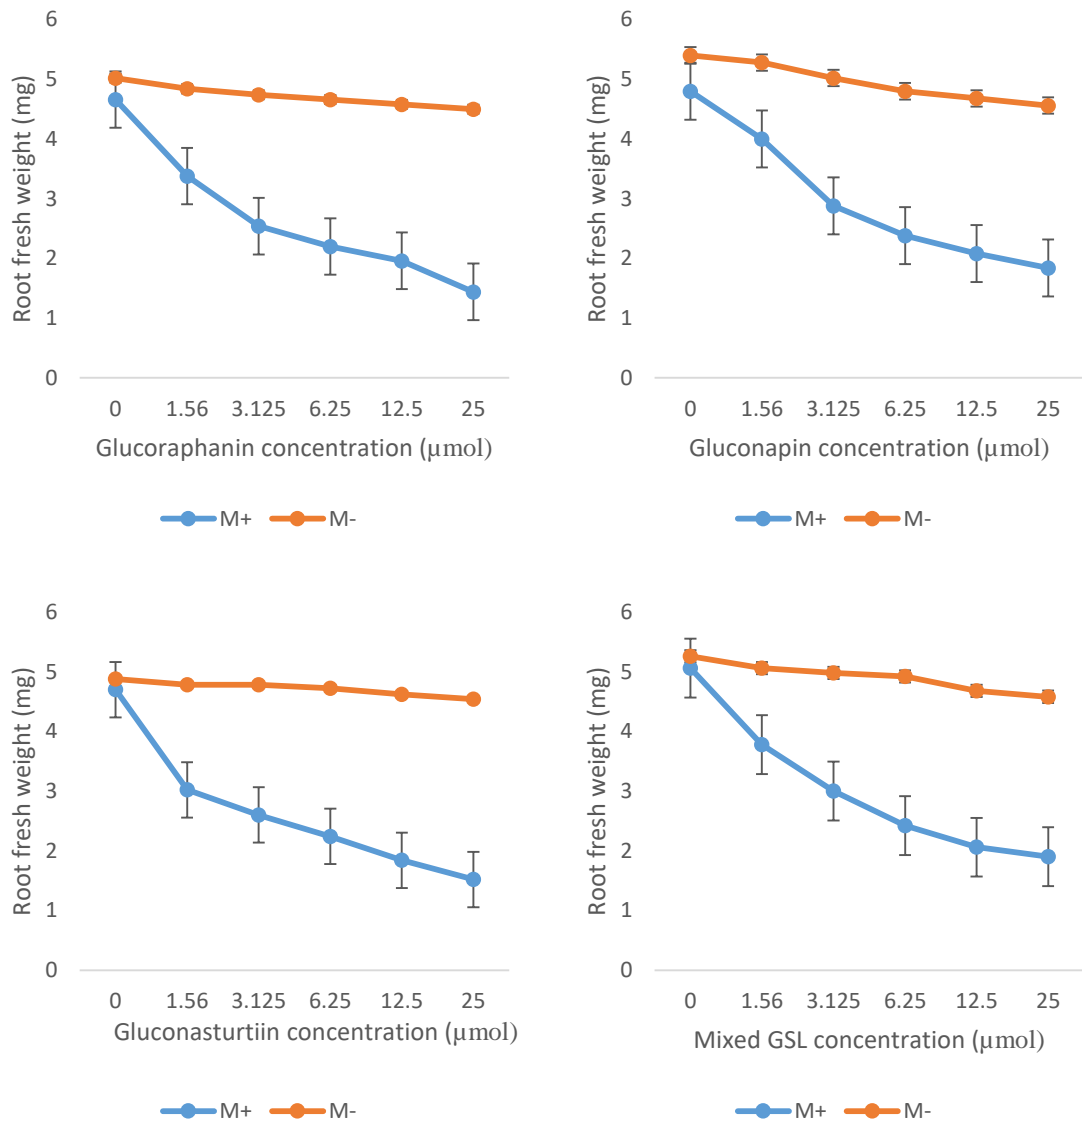 6
5
4
3
2
1
0
Root fresh weight (mg)
0 1.56 3.125 6.25 12.5 25
Glucoraphanin concentration (µmol)
M+ M-
6
5
4
3
2
1
0
Root fresh weight (mg)
0 1.56 3.125 6.25 12.5 25
Gluconapin concentration (µmol)
M+ M-
6
5
4
3
2
1
0
Root fresh weight (mg)
0 1.56 3.125 6.25 12.5 25
Gluconasturtiin concentration (µmol)
M+ M-
6
5
4
3
2
1
0
Root fresh weight (mg)
0 1.56 3.125 6.25 12.5 25
Mixed GSL concentration (µmol)
M+ M-